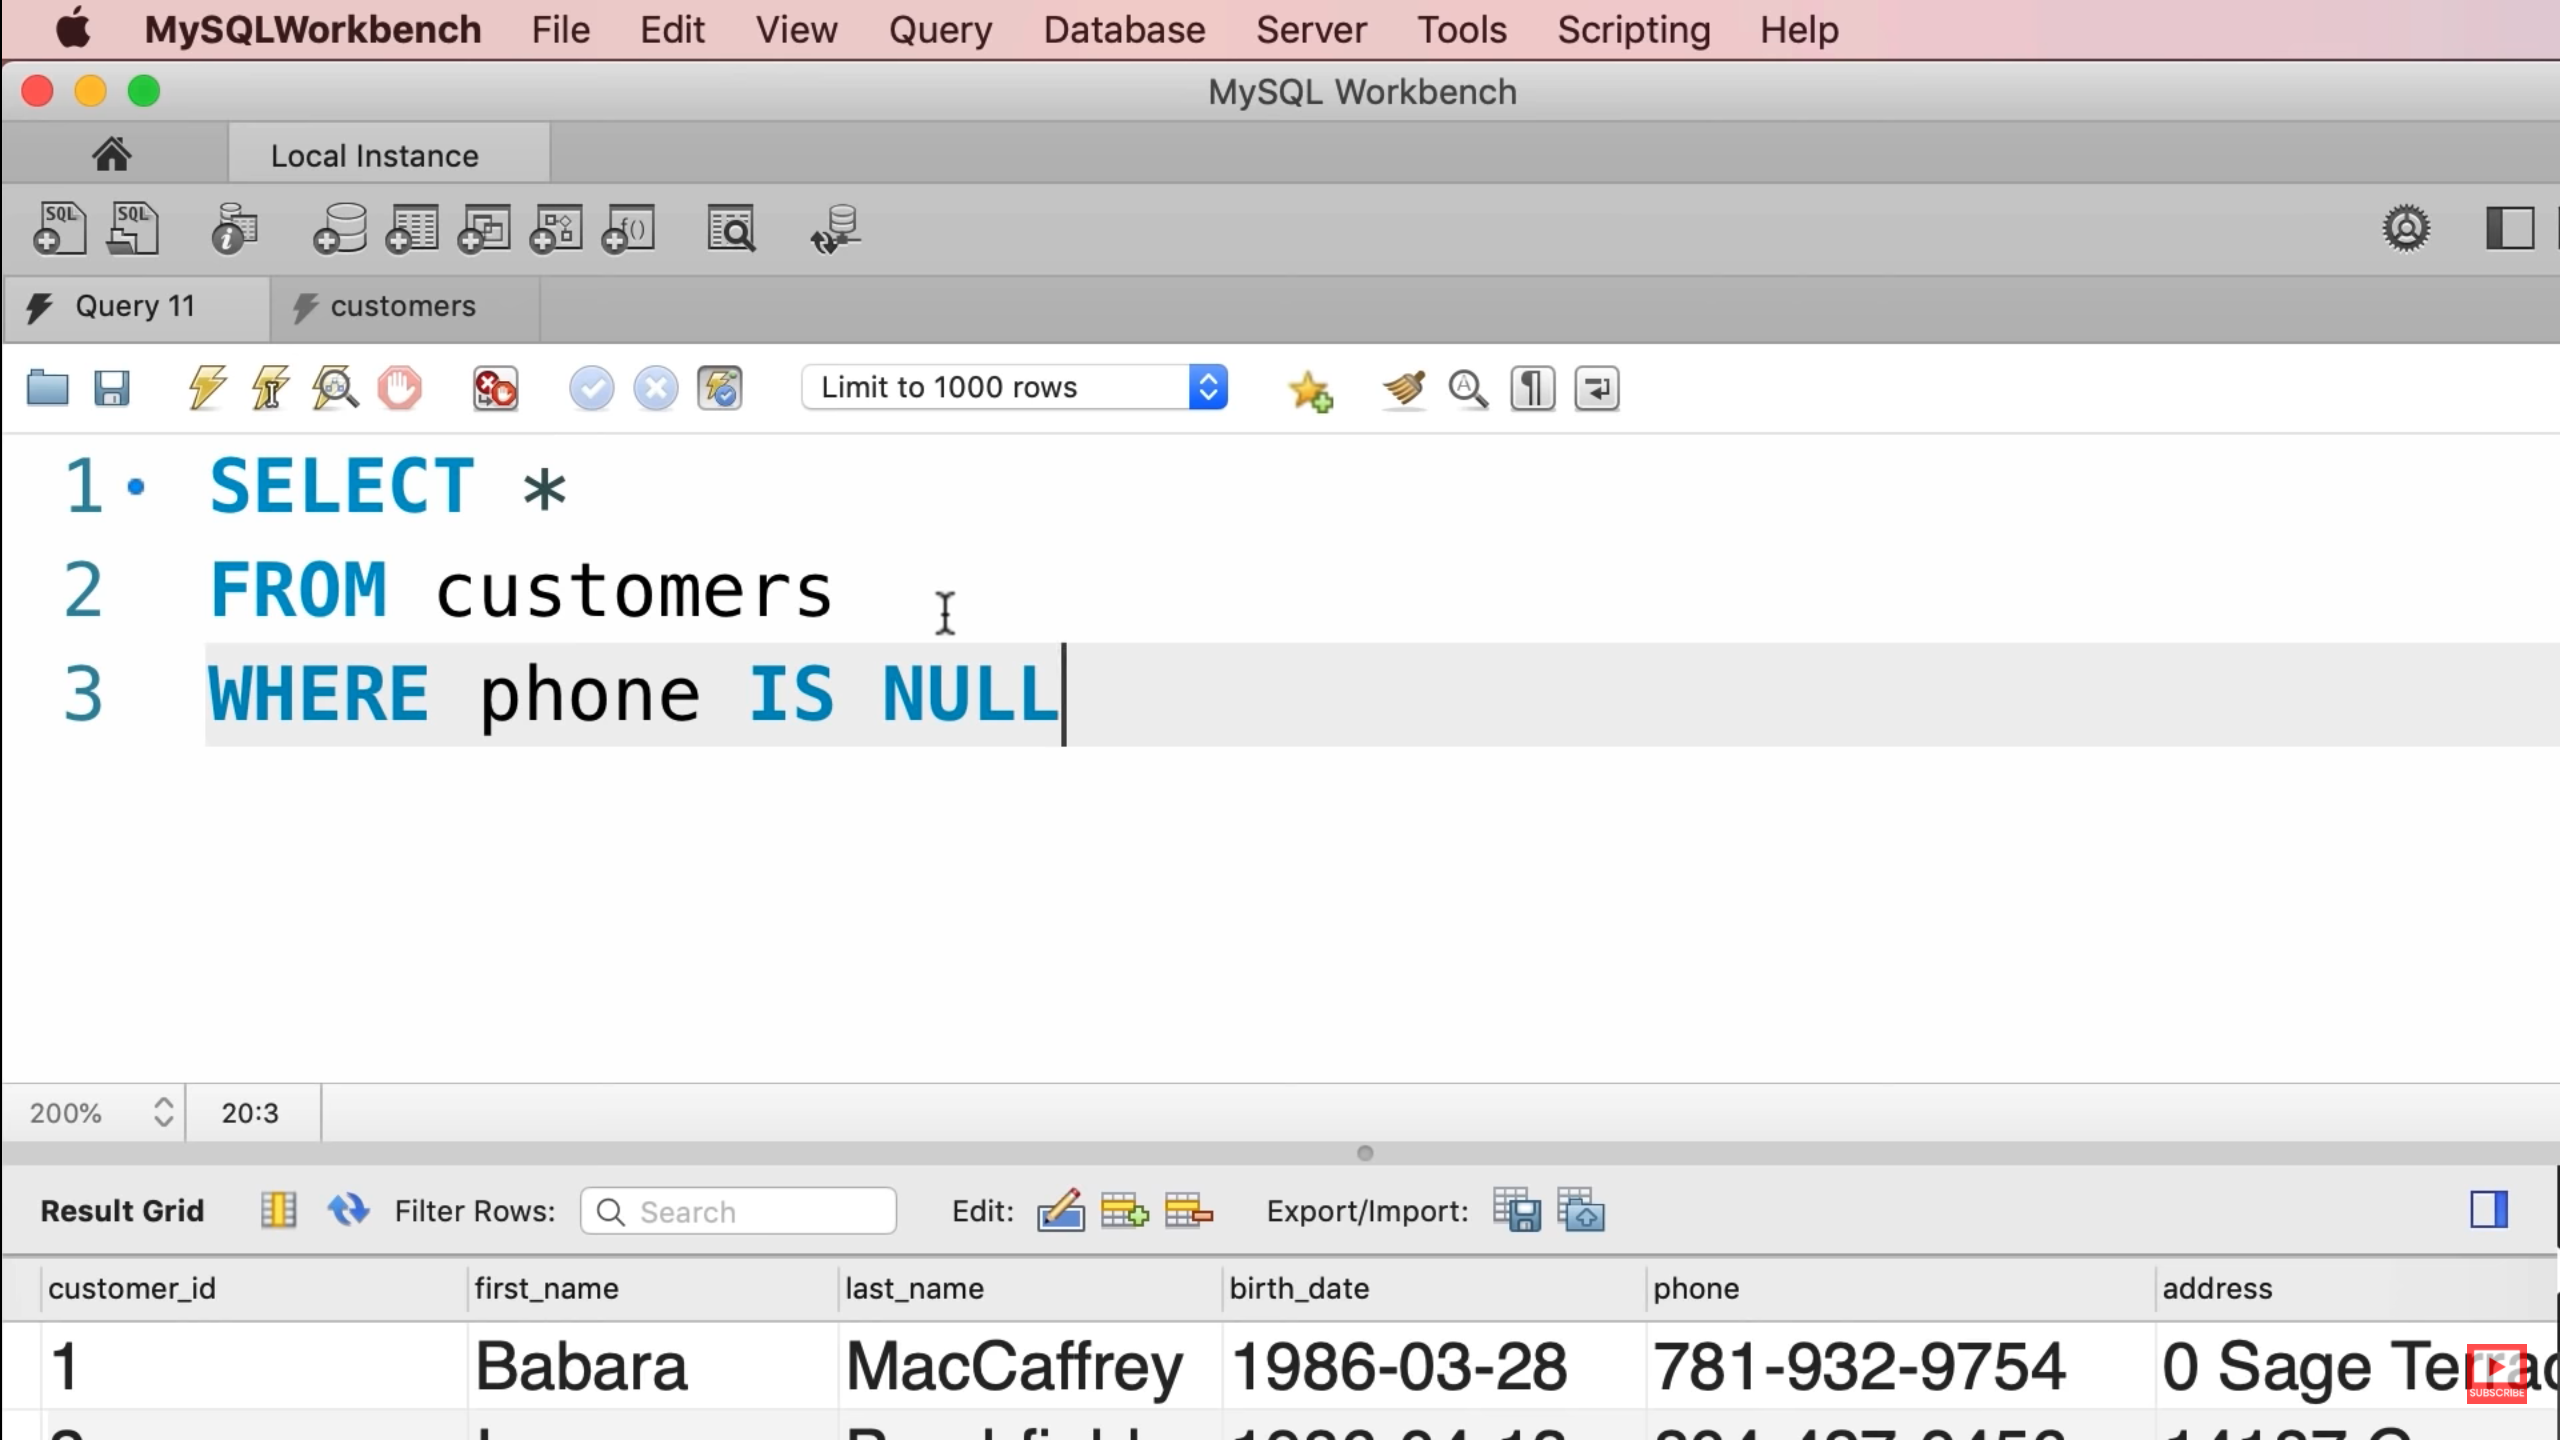 MySQLWorkbench File Edit View Query Database Server Tools Scripting Help
MySQL Workbench
Local Instance
SQL SQL f()
Query 11 customers
Limit to 1000 rows
1 SELECT *
2 FROM customers
3 WHERE phone IS NULL
200% 20:3
Result Grid Filter Rows: Search Edit: Export/Import:
customer_id first_name last_name birth_date phone address
1 Babara MacCaffrey 1986-03-28 781-932-9754 0 Sage
SUBSCRIBE